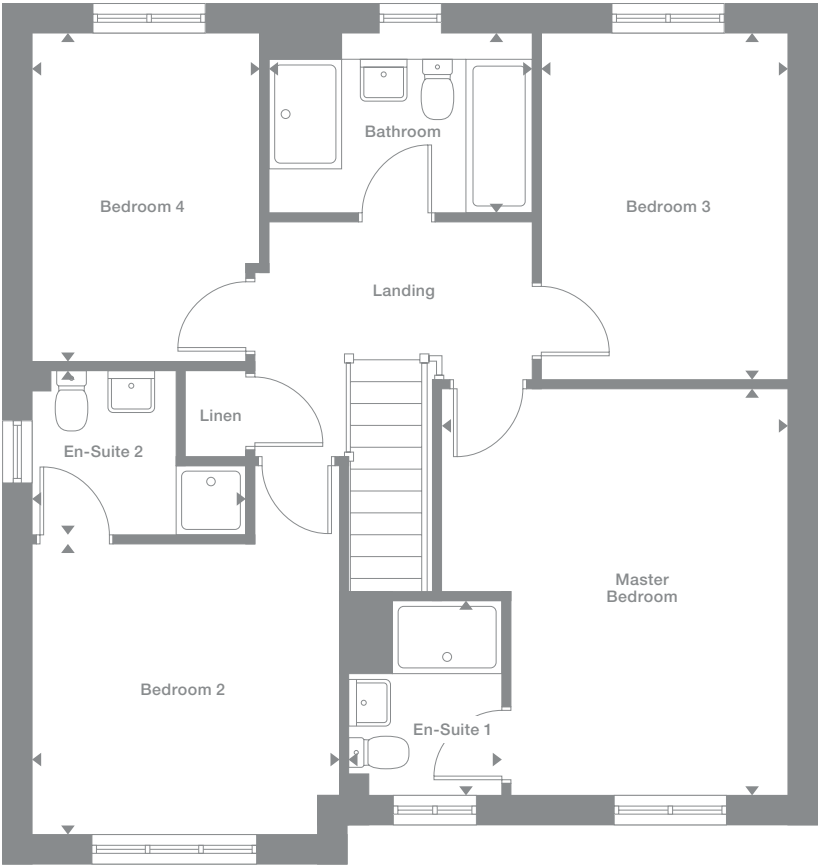 Bathroom
Bedroom 4
Bedroom 3
Landing
Linen
En-Suite 2
Master
Bedroom
Bedroom 2
En-Suite 1